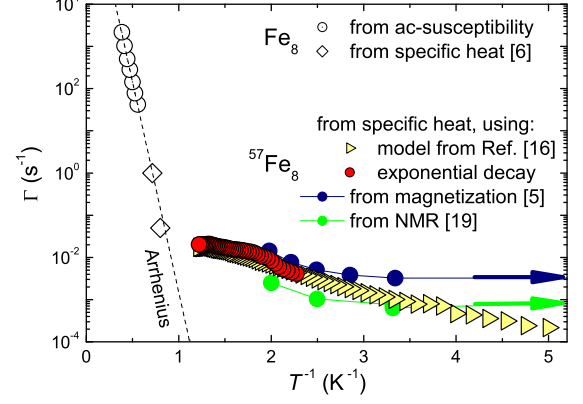 10⁴
10²
10⁰
10⁻²
10⁻⁴
Γ (s⁻¹)
Fe₈
from ac-susceptibility
from specific heat [6]
from specific heat, using:
⁵⁷Fe₈
model from Ref. [16]
exponential decay
from magnetization [5]
from NMR [19]
Arrhenius
0 1 2 3 4 5
T⁻¹ (K⁻¹)